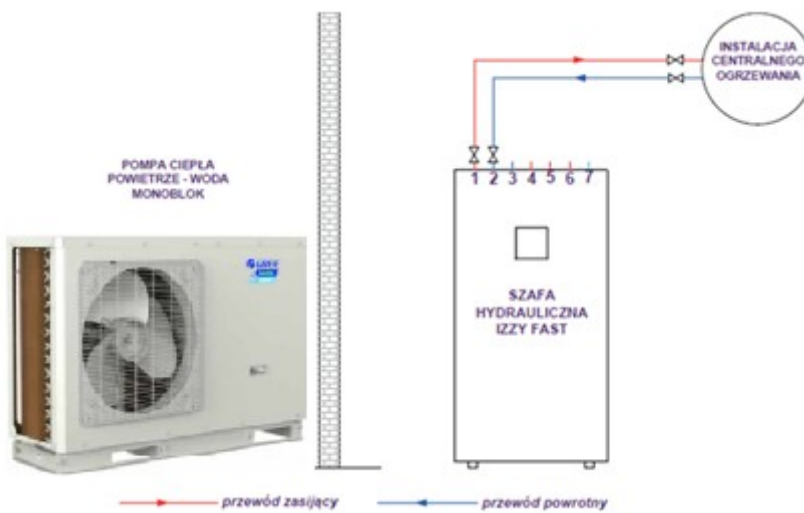 INSTALACJA
CENTRALNEGO
OGRZEWANIA
POMPA CIEPŁA
POWIETRZE - WODA
MONOBLOK
1 2 3 4 5 6 7
SZAFA
HYDRAULICZNA
IZZY FAST
przewód zasijący
przewód powrotny